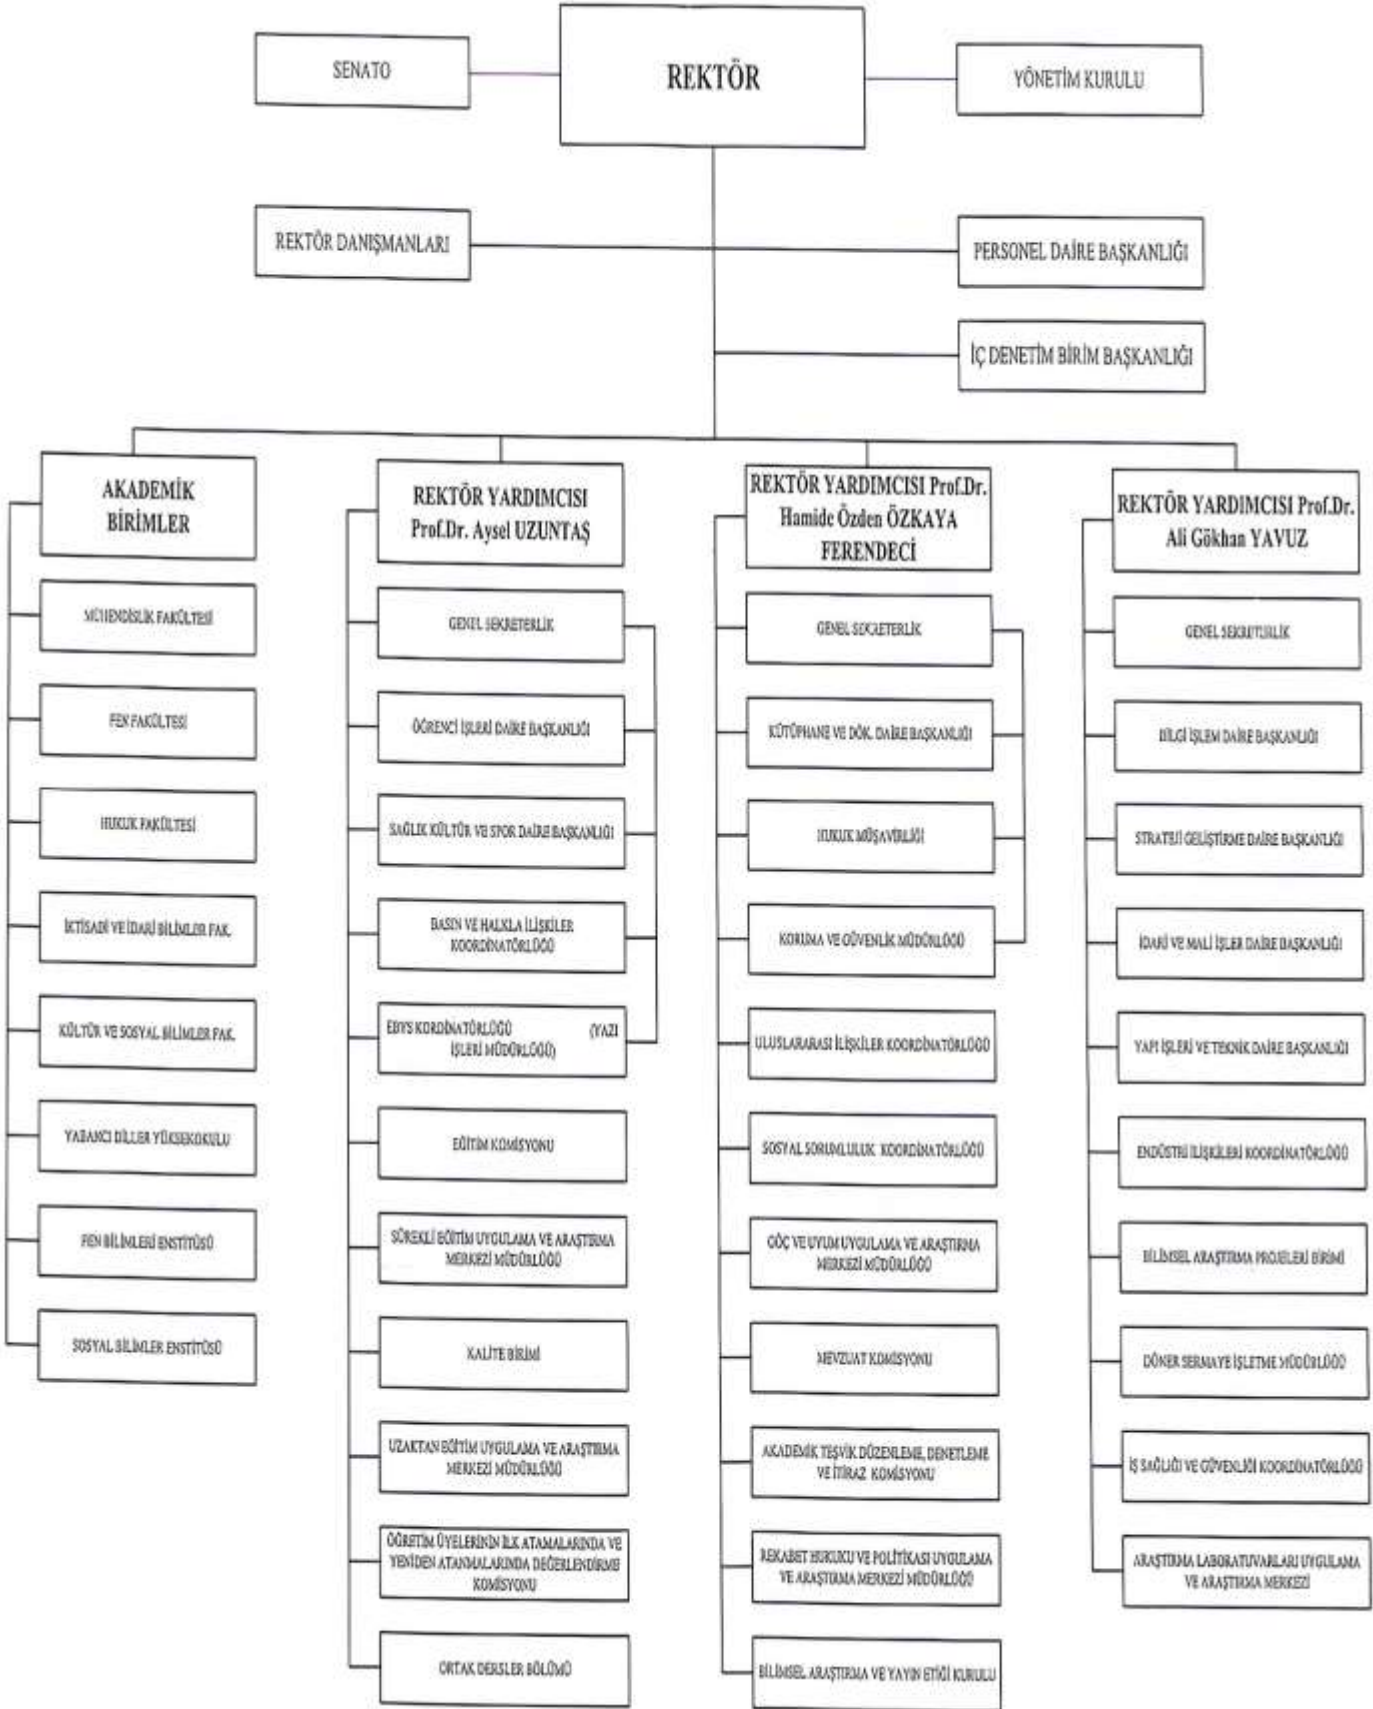 SENATO
REKTÖR
YÖNETİM KURULU
REKTÖR DANIŞMANLARI
PERSONEL DAİRE BAŞKANLIĞI
İÇ DENETİM BİRİM BAŞKANLIĞI
AKADEMİK
BİRİMLER
MÜHENDİSLİK FAKÜLTESİ
FEN FAKÜLTESİ
HUKUK FAKÜLTESİ
İKTİSADİ VE İDARİ BİLİMLER FAK.
KÜLTÜR VE SOSYAL BİLİMLER FAK.
YABANCI DİLLER YÜKSEKOKULU
FEN BİLİMLERİ ENSTİTÜSÜ
SOSYAL BİLİMLER ENSTİTÜSÜ
REKTÖR YARDIMCISI
Prof.Dr. Aysel UZUNTAŞ
GENEL SEKRETERLİK
ÖĞRENCİ İŞLERİ DAİRE BAŞKANLIĞI
SAĞLIK KÜLTÜR VE SPOR DAİRE BAŞKANLIĞI
BASIN VE HALKLA İLİŞKİLER
KOORDİNATÖRLÜĞÜ
EBYS KORDİNATÖRLÜĞÜ (YAZI
İŞLERİ MÜDÜRLÜĞÜ)
EĞİTİM KOMİSYONU
SÜREKLİ EĞİTİM UYGULAMA VE ARAŞTIRMA
MERKEZİ MÜDÜRLÜĞÜ
KALİTE BİRİMİ
UZAKTAN EĞİTİM UYGULAMA VE ARAŞTIRMA
MERKEZİ MÜDÜRLÜĞÜ
ÖĞRETİM ÜYELERİNİN İLK ATAMALARINDA VE
YENİDEN ATANMALARINDA DEĞERLENDİRME
KOMİSYONU
ORTAK DERSLER BÖLÜMÜ
REKTÖR YARDIMCISI Prof.Dr.
Hamide Özden ÖZKAYA
FERENDECİ
GENEL SEKRETERLİK
KÜTÜPHANE VE DÖK. DAİRE BAŞKANLIĞI
HUKUK MÜŞAVİRLİĞİ
KORUMA VE GÜVENLİK MÜDÜRLÜĞÜ
ULUSLARARASI İLİŞKİLER KOORDİNATÖRLÜĞÜ
SOSYAL SORUMLULUK KOORDİNATÖRLÜĞÜ
GÖÇ VE UYUM UYGULAMA VE ARAŞTIRMA
MERKEZİ MÜDÜRLÜĞÜ
MEVZUAT KOMİSYONU
AKADEMİK TEŞVİK DÜZENLEME, DENETLEME
VE İTİRAZ KOMİSYONU
REKABET HUKUKU VE POLİTİKASI UYGULAMA
VE ARAŞTIRMA MERKEZİ MÜDÜRLÜĞÜ
BİLİMSEL ARAŞTIRMA VE YAYIN ETİĞİ KURULU
REKTÖR YARDIMCISI Prof.Dr.
Ali Gökhan YAVUZ
GENEL SEKRETERLİK
BİLGİ İŞLEM DAİRE BAŞKANLIĞI
STRATEJİ GELİŞTİRME DAİRE BAŞKANLIĞI
İDARİ VE MALİ İŞLER DAİRE BAŞKANLIĞI
YAPI İŞLERİ VE TEKNİK DAİRE BAŞKANLIĞI
ENDÜSTRİ İLİŞKİLERİ KOORDİNATÖRLÜĞÜ
BİLİMSEL ARAŞTIRMA PROJELERİ BİRİMİ
DÖNER SERMAYE İŞLETME MÜDÜRLÜĞÜ
İŞ SAĞLIĞI VE GÜVENLİĞİ KOORDİNATÖRLÜĞÜ
ARAŞTIRMA LABORATUVARLARI UYGULAMA
VE ARAŞTIRMA MERKEZİ